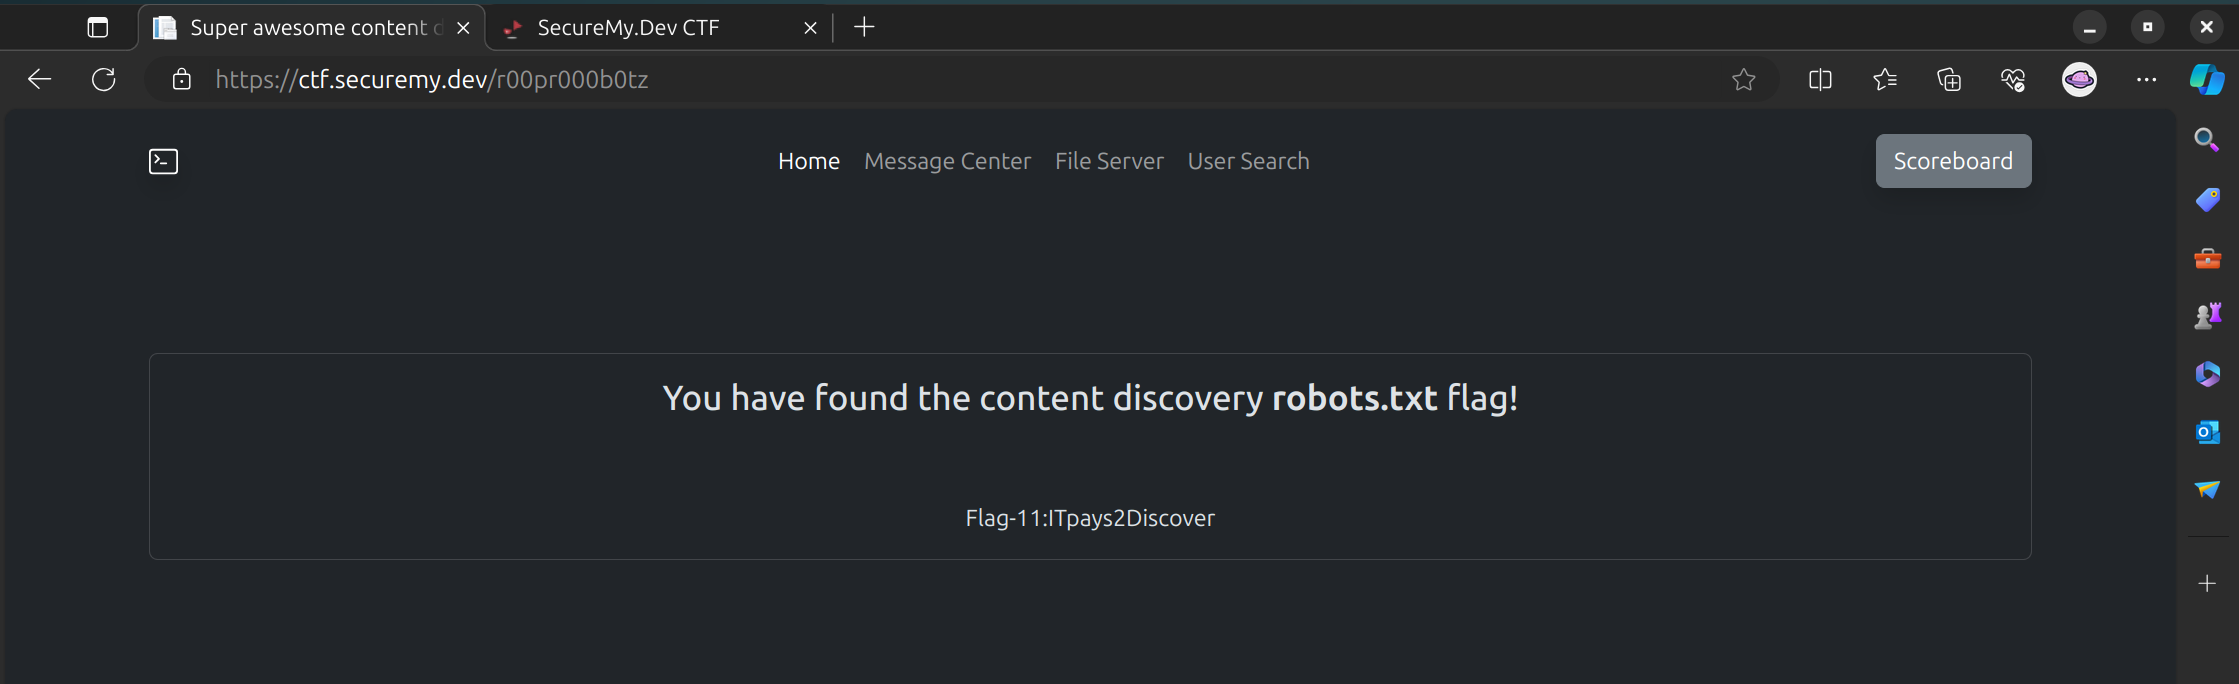 Super awesome content d
SecureMy.Dev CTF
https://ctf.securemy.dev/r00pr000b0tz
Home Message Center File Server User Search
Scoreboard
You have found the content discovery robots.txt flag!
Flag-11:ITpays2Discover